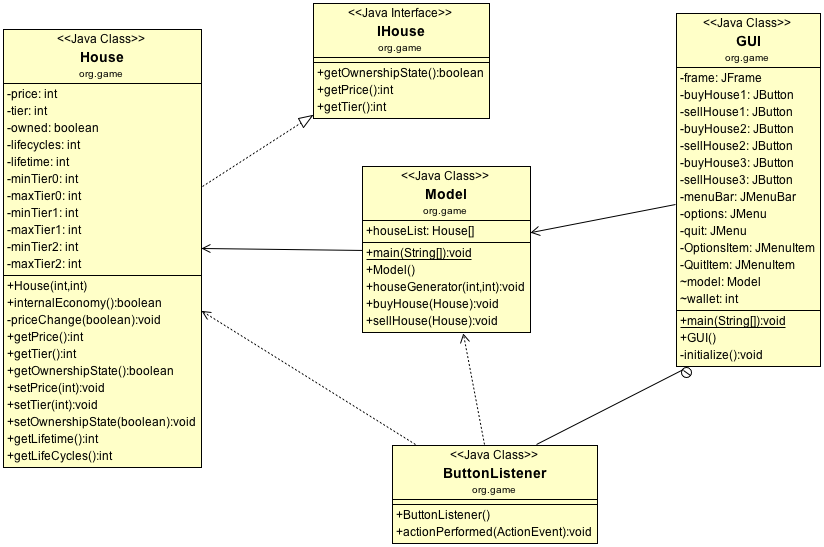 <<Java Class>>
House
org.game
-price: int
-tier: int
-owned: boolean
-lifecycles: int
-lifetime: int
-minTier0: int
-maxTier0: int
-minTier1: int
-maxTier1: int
-minTier2: int
-maxTier2: int
+House(int,int)
+internalEconomy():boolean
-priceChange(boolean):void
+getPrice():int
+getTier():int
+getOwnershipState():boolean
+setPrice(int):void
+setTier(int):void
+setOwnershipState(boolean):void
+getLifetime():int
+getLifeCycles():int
<<Java Interface>>
IHouse
org.game
+getOwnershipState():boolean
+getPrice():int
+getTier():int
<<Java Class>>
Model
org.game
+houseList: House[]
+main(String[]):void
+Model()
+houseGenerator(int,int):void
+buyHouse(House):void
+sellHouse(House):void
<<Java Class>>
GUI
org.game
-frame: JFrame
-buyHouse1: JButton
-sellHouse1: JButton
-buyHouse2: JButton
-sellHouse2: JButton
-buyHouse3: JButton
-sellHouse3: JButton
-menuBar: JMenuBar
-options: JMenu
-quit: JMenu
-OptionsItem: JMenuItem
-QuitItem: JMenuItem
~model: Model
~wallet: int
+main(String[]):void
+GUI()
-initialize():void
<<Java Class>>
ButtonListener
org.game
+ButtonListener()
+actionPerformed(ActionEvent):void